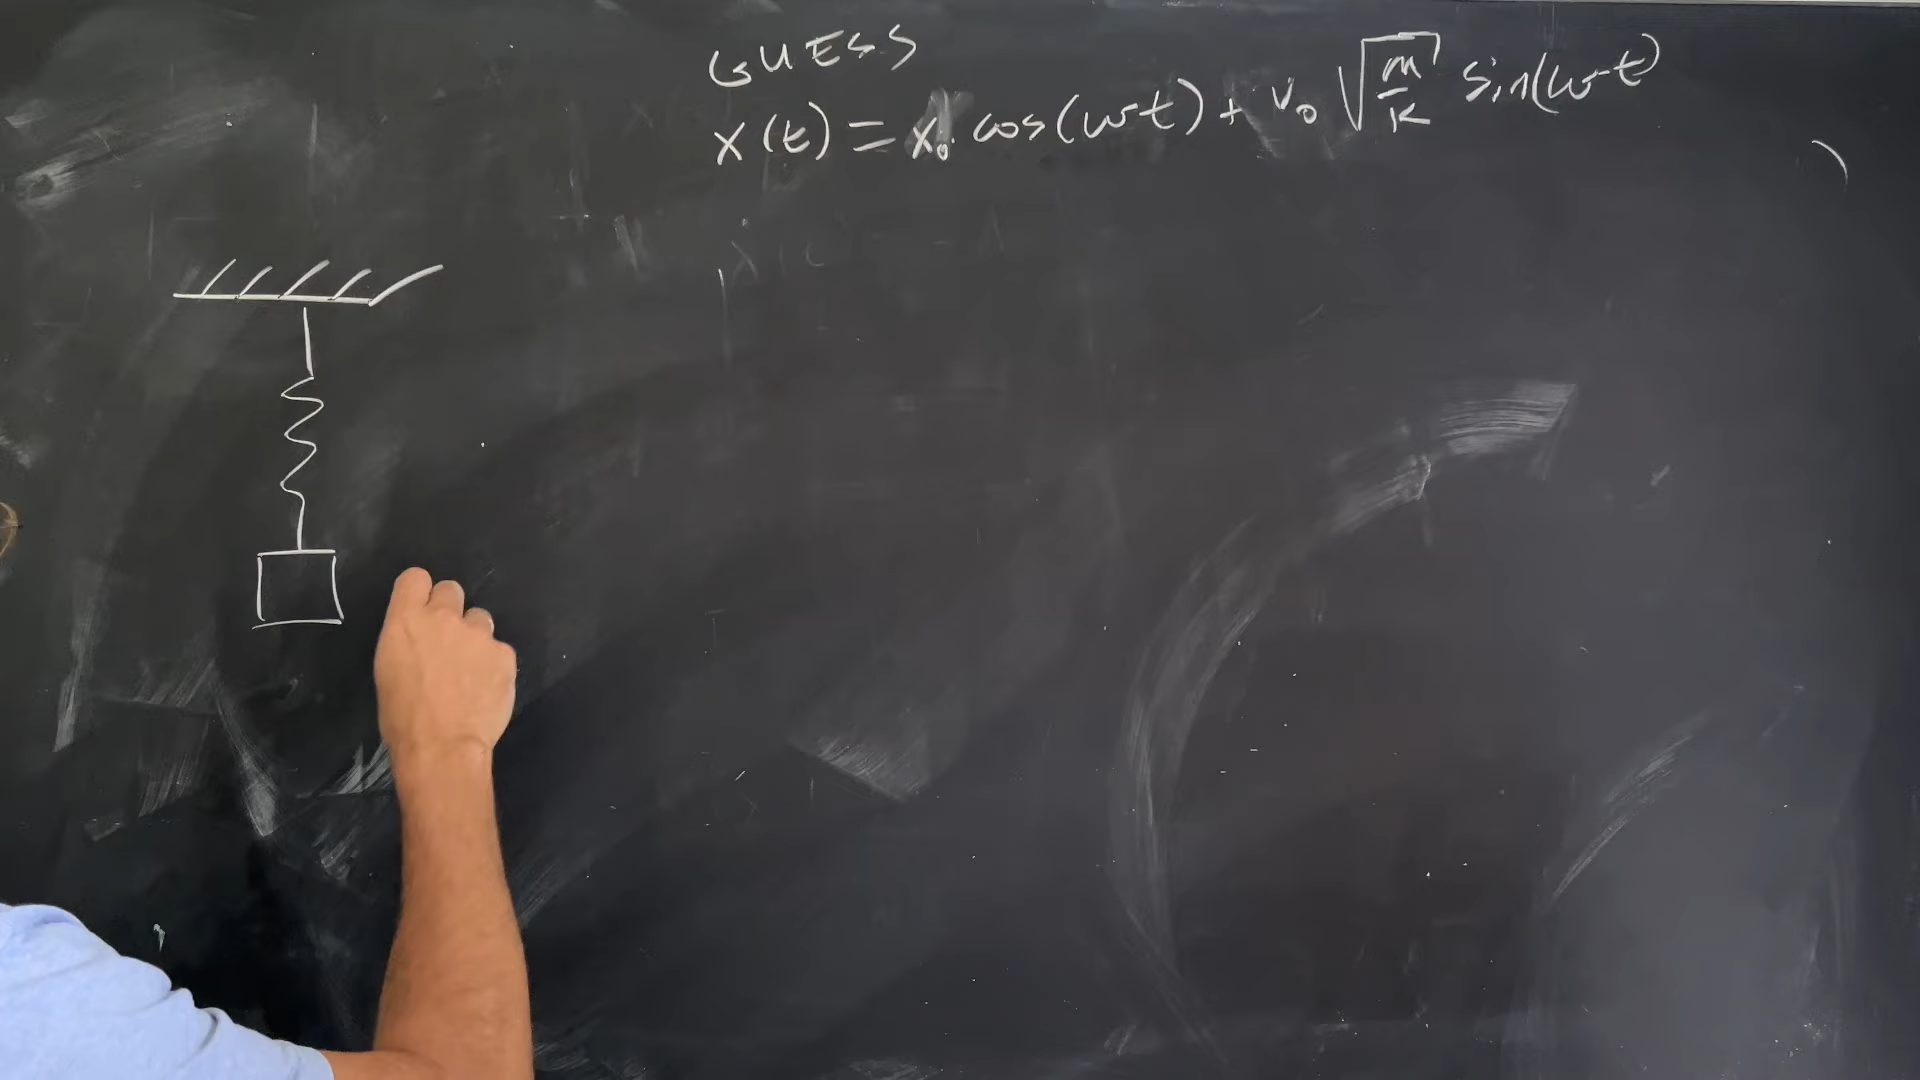 GUESS
x(t) = x₀ cos(ωt) + v₀ √(m/k) sin(ωt)